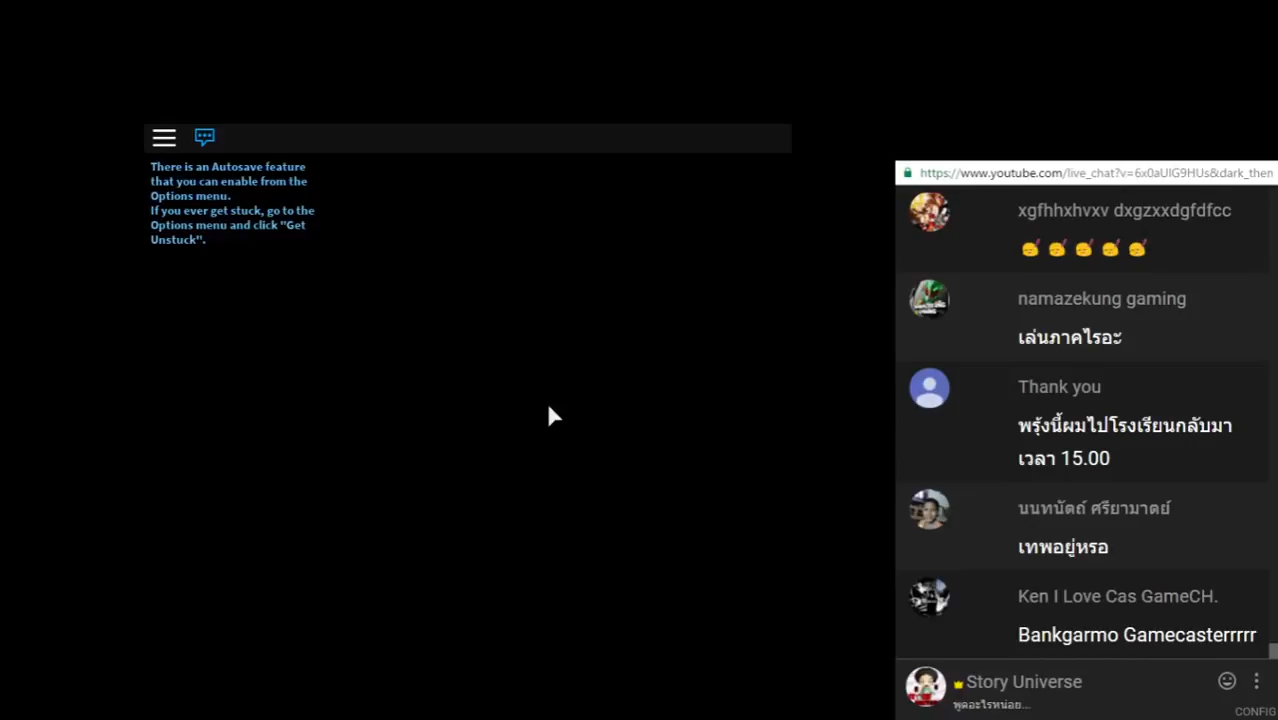 There is an Autosave feature
that you can enable from the
Options menu.
If you ever get stuck, go to the
Options menu and click "Get
Unstuck".
https://www.youtube.com/live_chat?v=6x0aUlG9HUs&dark_then
xgfhhxhvxv dxgzxxdgfdfcc
namazekung gaming
เล่นภาคไรอะ
Thank you
พรุ้งนี้ผมไปโรงเรียนกลับมา
เวลา 15.00
นนทนัตถ์ ศรียามาตย์
เทพอยู่หรอ
Ken I Love Cas GameCH.
Bankgarmo Gamecasterrrrr
Story Universe
พูดอะไรหน่อย...
CONFIG